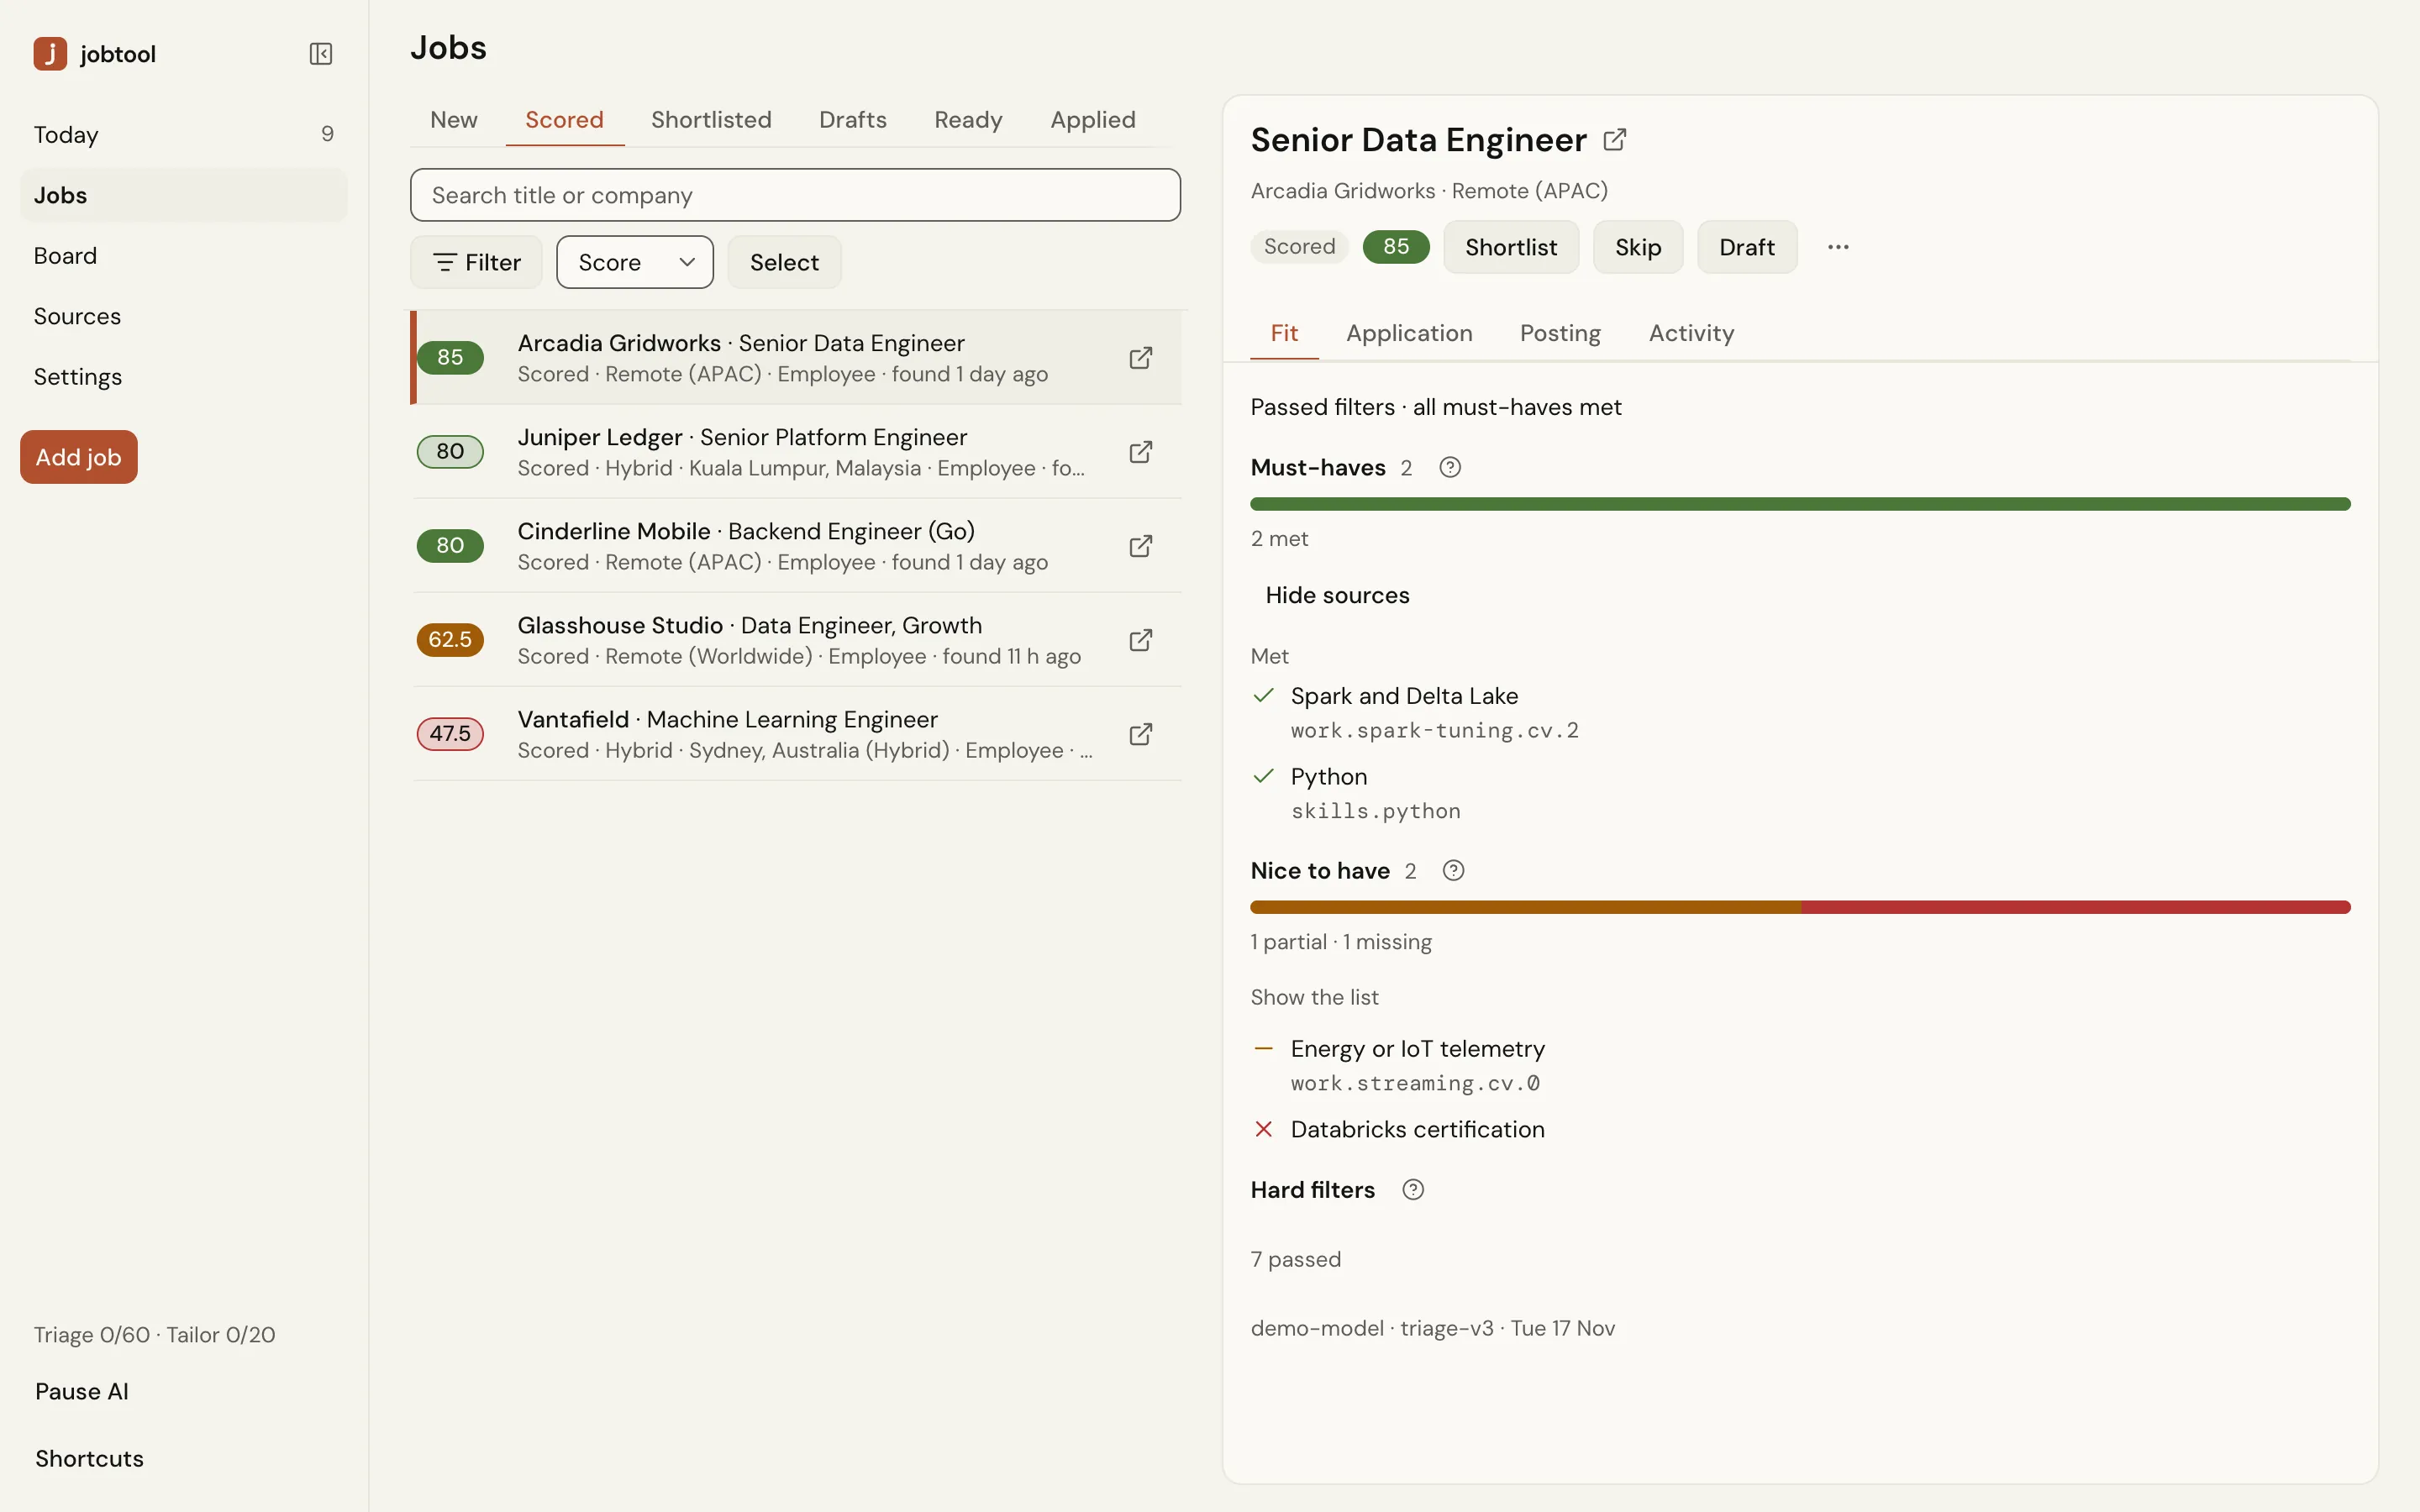 j jobtool
Today 9
Jobs
Board
Sources
Settings
Add job
Triage 0/60 · Tailor 0/20
Pause AI
Shortcuts
Jobs
New Scored Shortlisted Drafts Ready Applied
Search title or company
Filter Score Select
85 Arcadia Gridworks · Senior Data Engineer
Scored · Remote (APAC) · Employee · found 1 day ago
80 Juniper Ledger · Senior Platform Engineer
Scored · Hybrid · Kuala Lumpur, Malaysia · Employee · fo...
80 Cinderline Mobile · Backend Engineer (Go)
Scored · Remote (APAC) · Employee · found 1 day ago
62.5 Glasshouse Studio · Data Engineer, Growth
Scored · Remote (Worldwide) · Employee · found 11 h ago
47.5 Vantafield · Machine Learning Engineer
Scored · Hybrid · Sydney, Australia (Hybrid) · Employee · ...
Senior Data Engineer
Arcadia Gridworks · Remote (APAC)
Scored 85 Shortlist Skip Draft ...
Fit Application Posting Activity
Passed filters · all must-haves met
Must-haves 2 ?
2 met
Hide sources
Met
Spark and Delta Lake
work.spark-tuning.cv.2
Python
skills.python
Nice to have 2 ?
1 partial · 1 missing
Show the list
Energy or IoT telemetry
work.streaming.cv.0
Databricks certification
Hard filters ?
7 passed
demo-model · triage-v3 · Tue 17 Nov